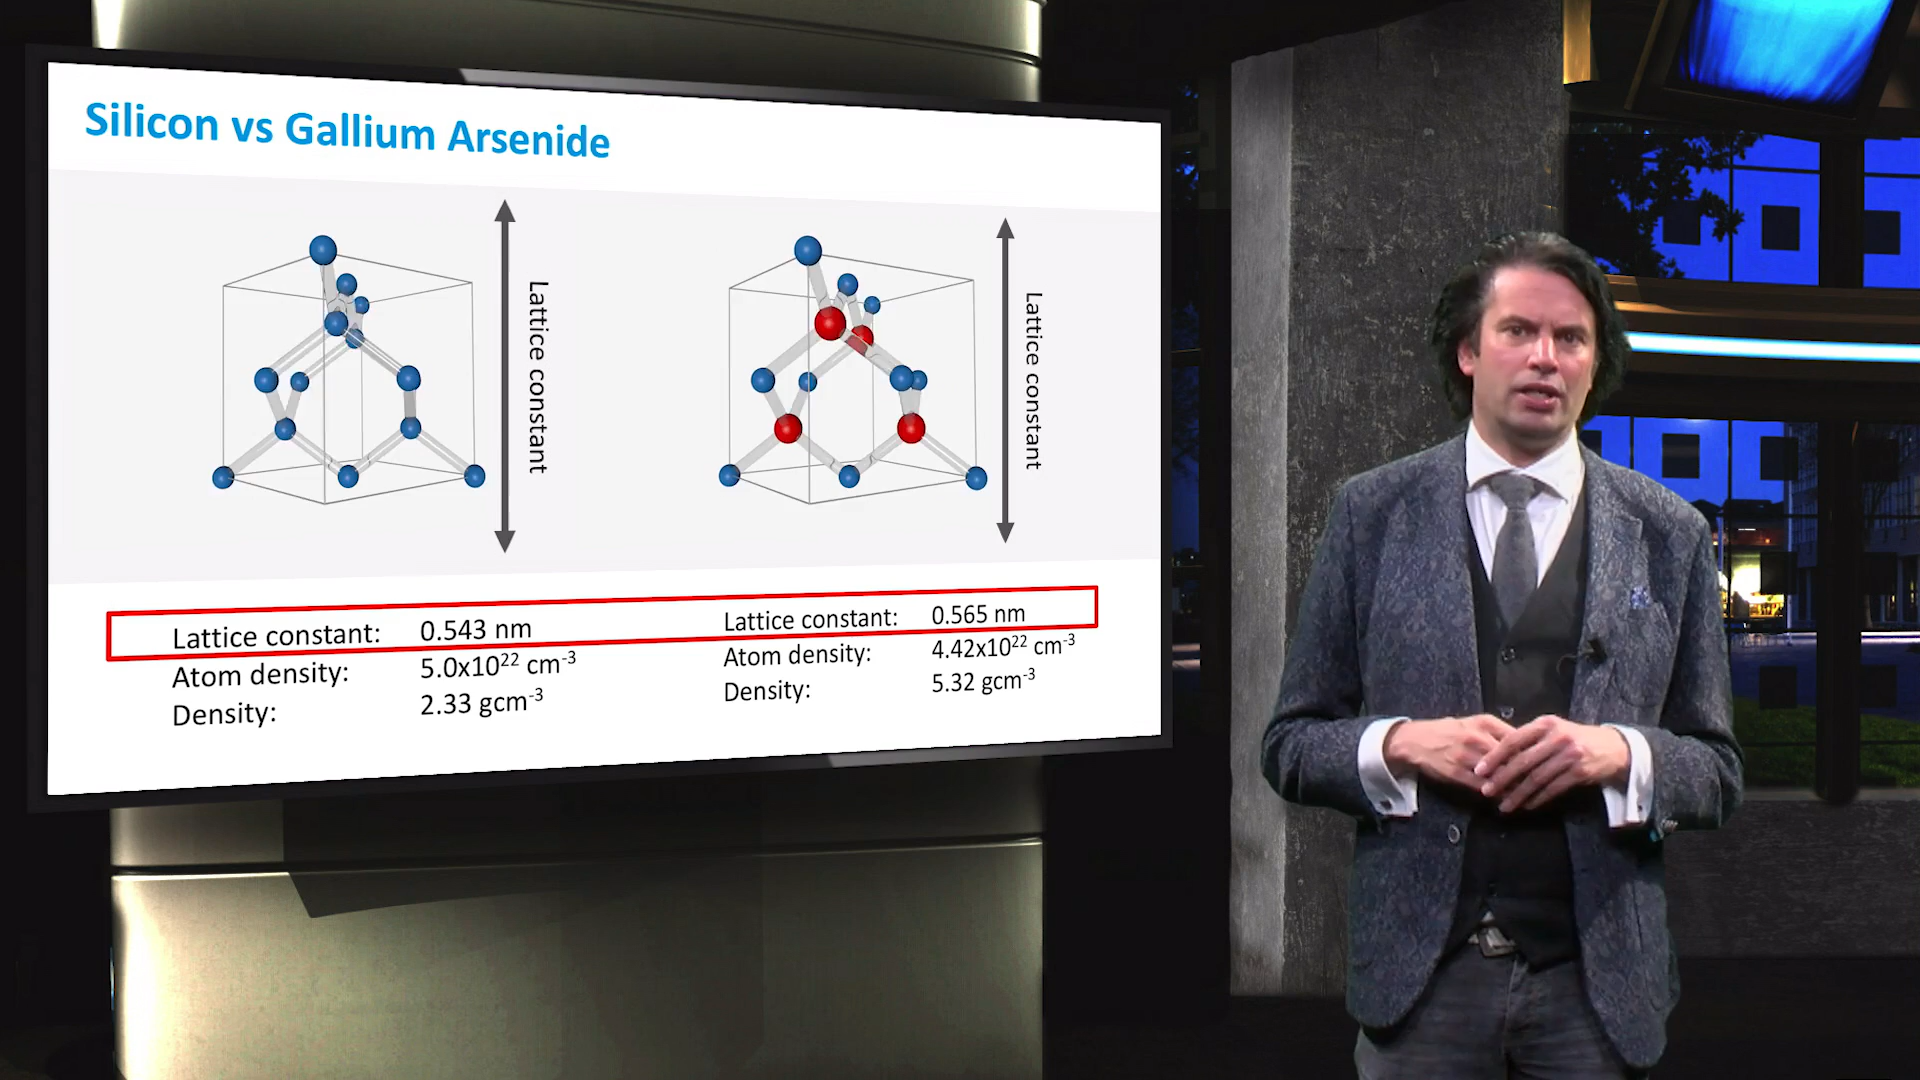 Silicon vs Gallium Arsenide
Lattice constant
Lattice constant
Lattice constant: 0.543 nm
Atom density: 5.0x10²² cm⁻³
Density: 2.33 gcm⁻³
Lattice constant: 0.565 nm
Atom density: 4.42x10²² cm⁻³
Density: 5.32 gcm⁻³